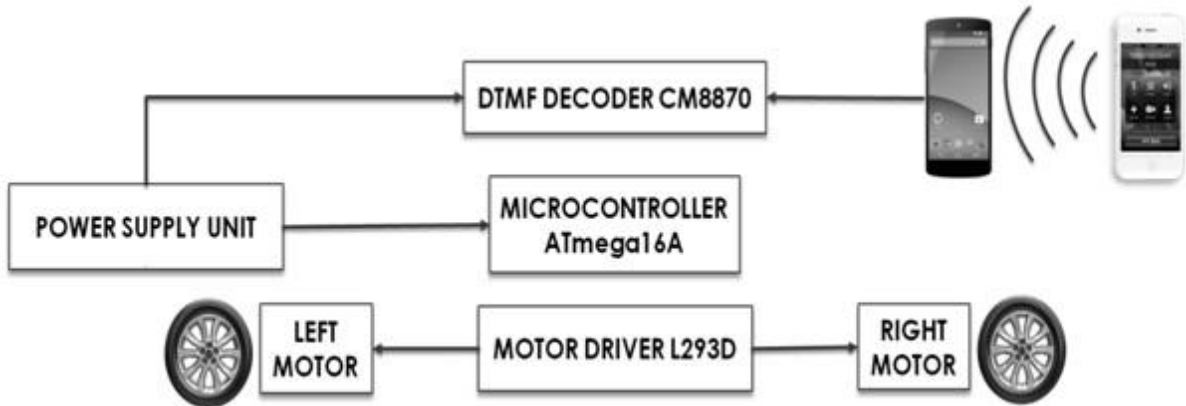 DTMF DECODER CM8870
POWER SUPPLY UNIT
MICROCONTROLLER
ATmega16A
LEFT
MOTOR
MOTOR DRIVER L293D
RIGHT
MOTOR